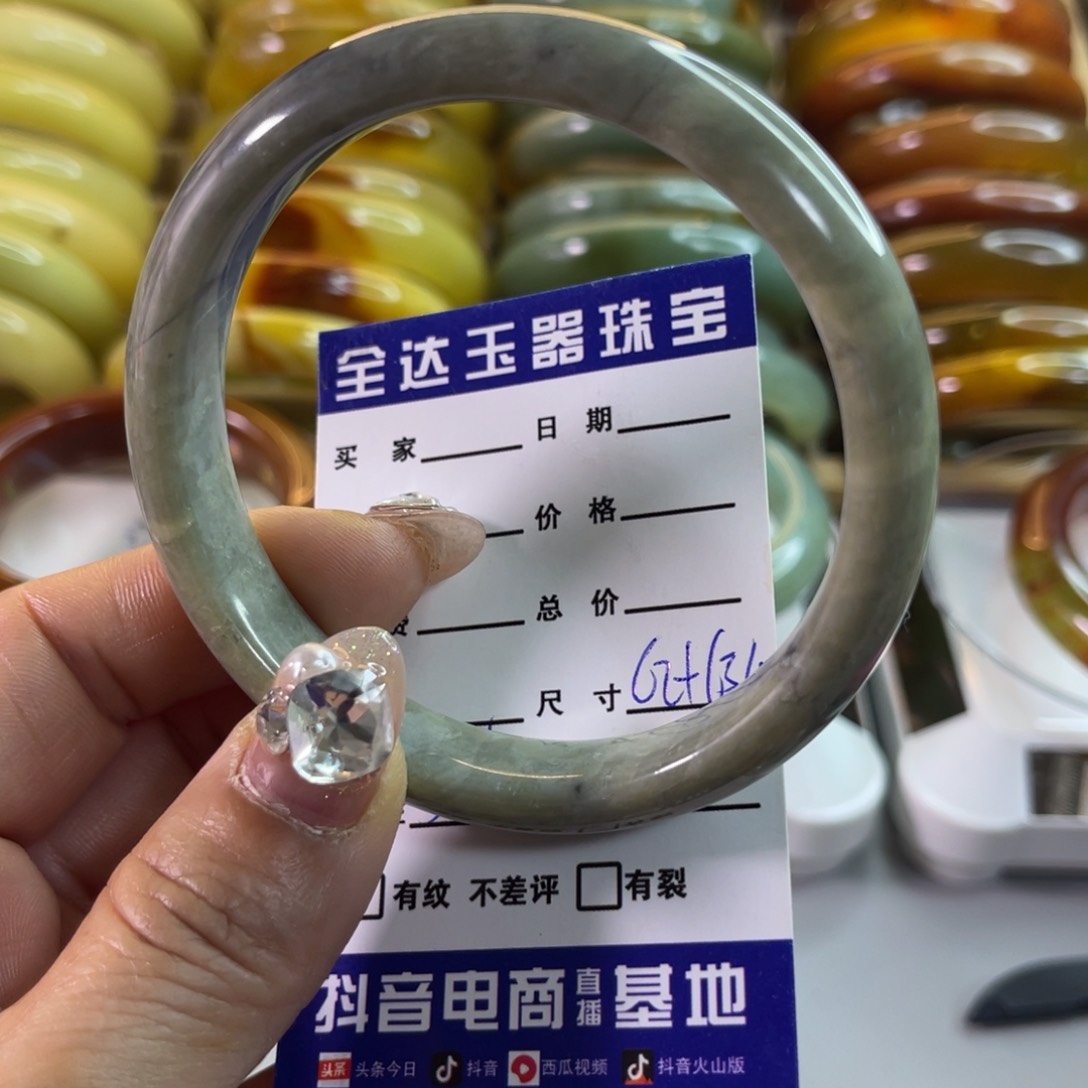 全达玉器珠宝
买 家 日 期
价 格
总 价
尺 寸
有纹 不差评 有裂
抖音电商直播基地
头条 头条今日 抖音 西瓜视频 抖音火山版